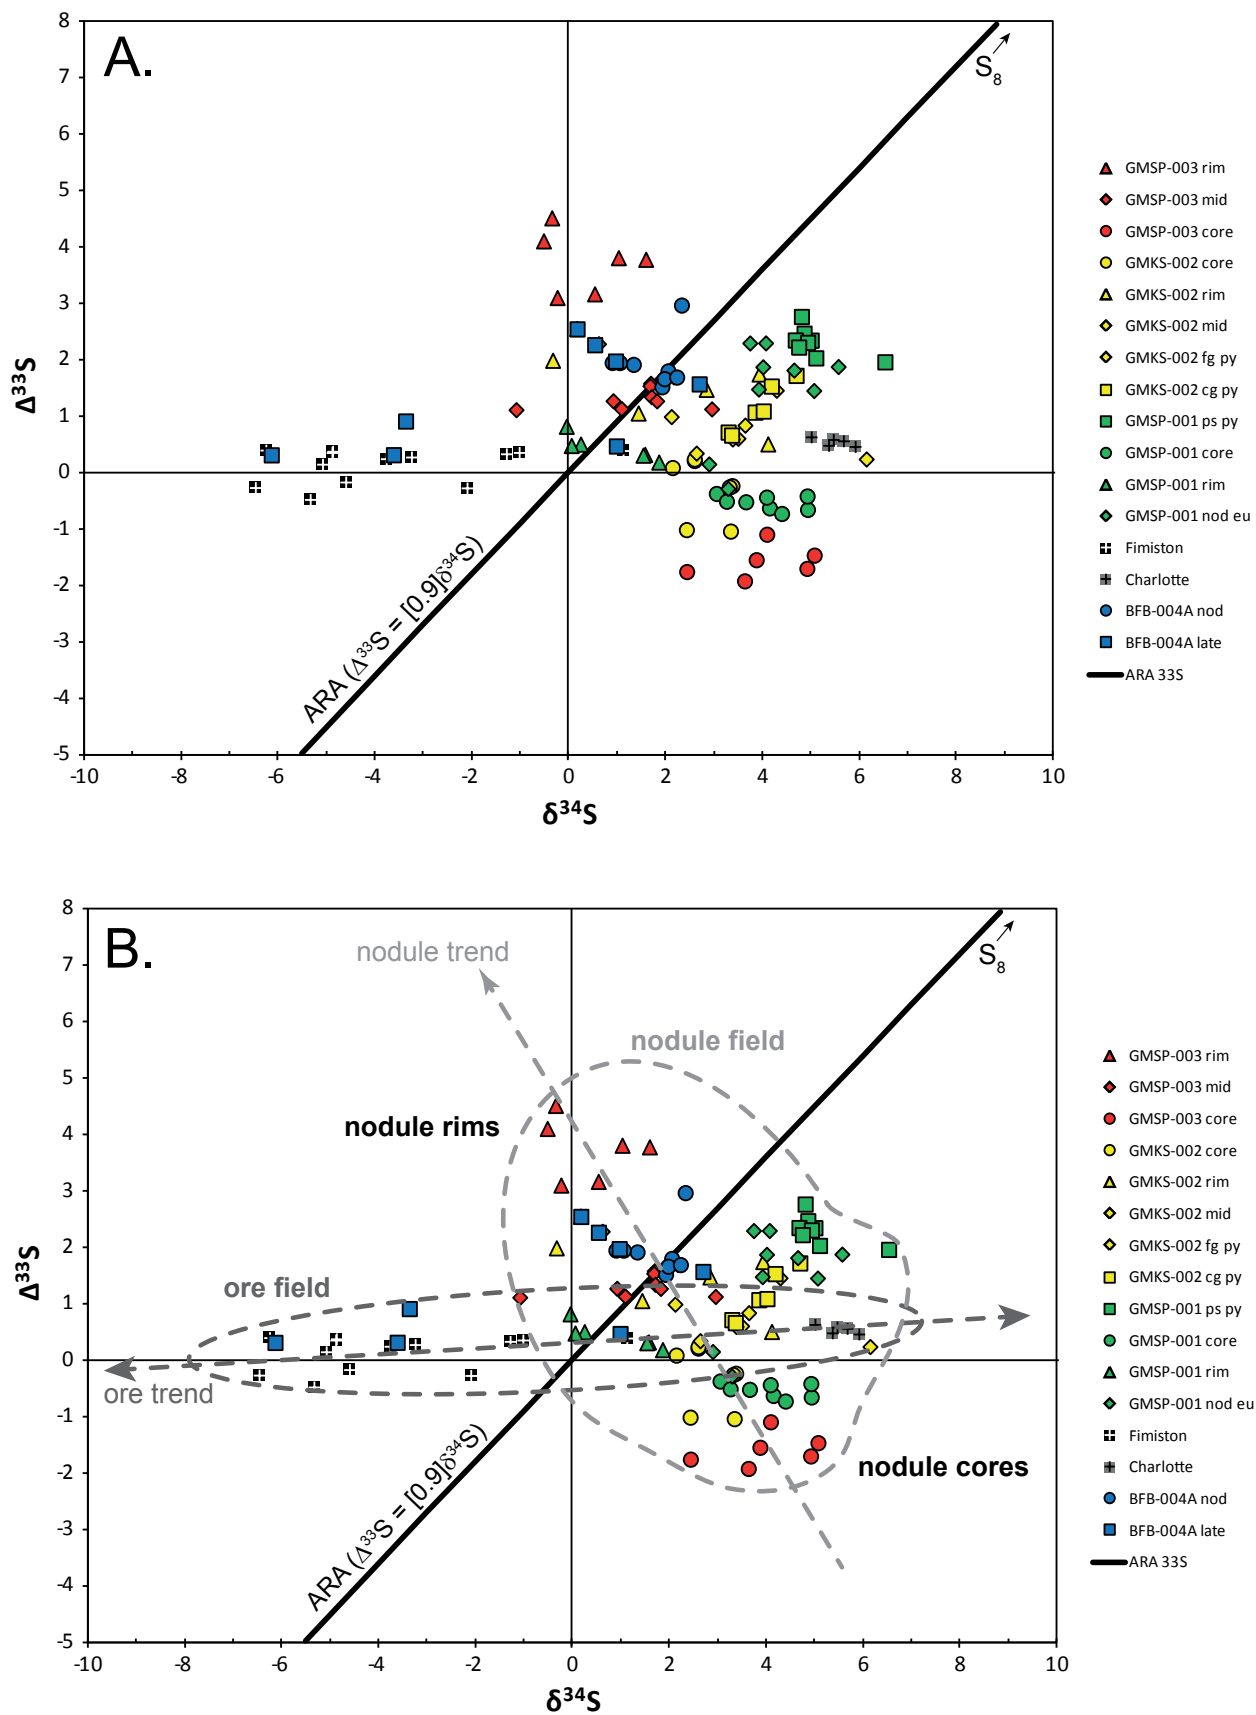 A.
8
7
6
5
4
3
2
1
0
-1
-2
-3
-4
-5
-10
-8
-6
-4
-2
0
2
4
6
8
10
Δ³³S
δ³⁴S
S₈
ARA (Δ³³S = [0.9]δ³⁴S)
GMSP-003 rim
GMSP-003 mid
GMSP-003 core
GMKS-002 core
GMKS-002 rim
GMKS-002 mid
GMKS-002 fg py
GMKS-002 cg py
GMSP-001 ps py
GMSP-001 core
GMSP-001 rim
GMSP-001 nod eu
Fimiston
Charlotte
BFB-004A nod
BFB-004A late
ARA 33S
B.
8
7
6
5
4
3
2
1
0
-1
-2
-3
-4
-5
-10
-8
-6
-4
-2
0
2
4
6
8
10
Δ³³S
δ³⁴S
S₈
nodule trend
nodule field
nodule rims
ore field
ore trend
nodule cores
ARA (Δ³³S = [0.9]δ³⁴S)
GMSP-003 rim
GMSP-003 mid
GMSP-003 core
GMKS-002 core
GMKS-002 rim
GMKS-002 mid
GMKS-002 fg py
GMKS-002 cg py
GMSP-001 ps py
GMSP-001 core
GMSP-001 rim
GMSP-001 nod eu
Fimiston
Charlotte
BFB-004A nod
BFB-004A late
ARA 33S